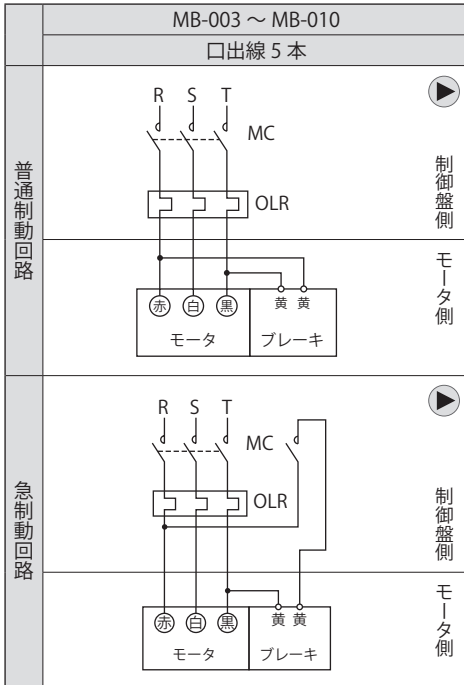 MB-003 ～ MB-010
口出線 5 本
普通制動回路
R S T
MC
OLR
制御盤側
モータ側
赤 白 黒 黄 黄
モータ ブレーキ
急制動回路
R S T
MC
OLR
制御盤側
モータ側
赤 白 黒 黄 黄
モータ ブレーキ